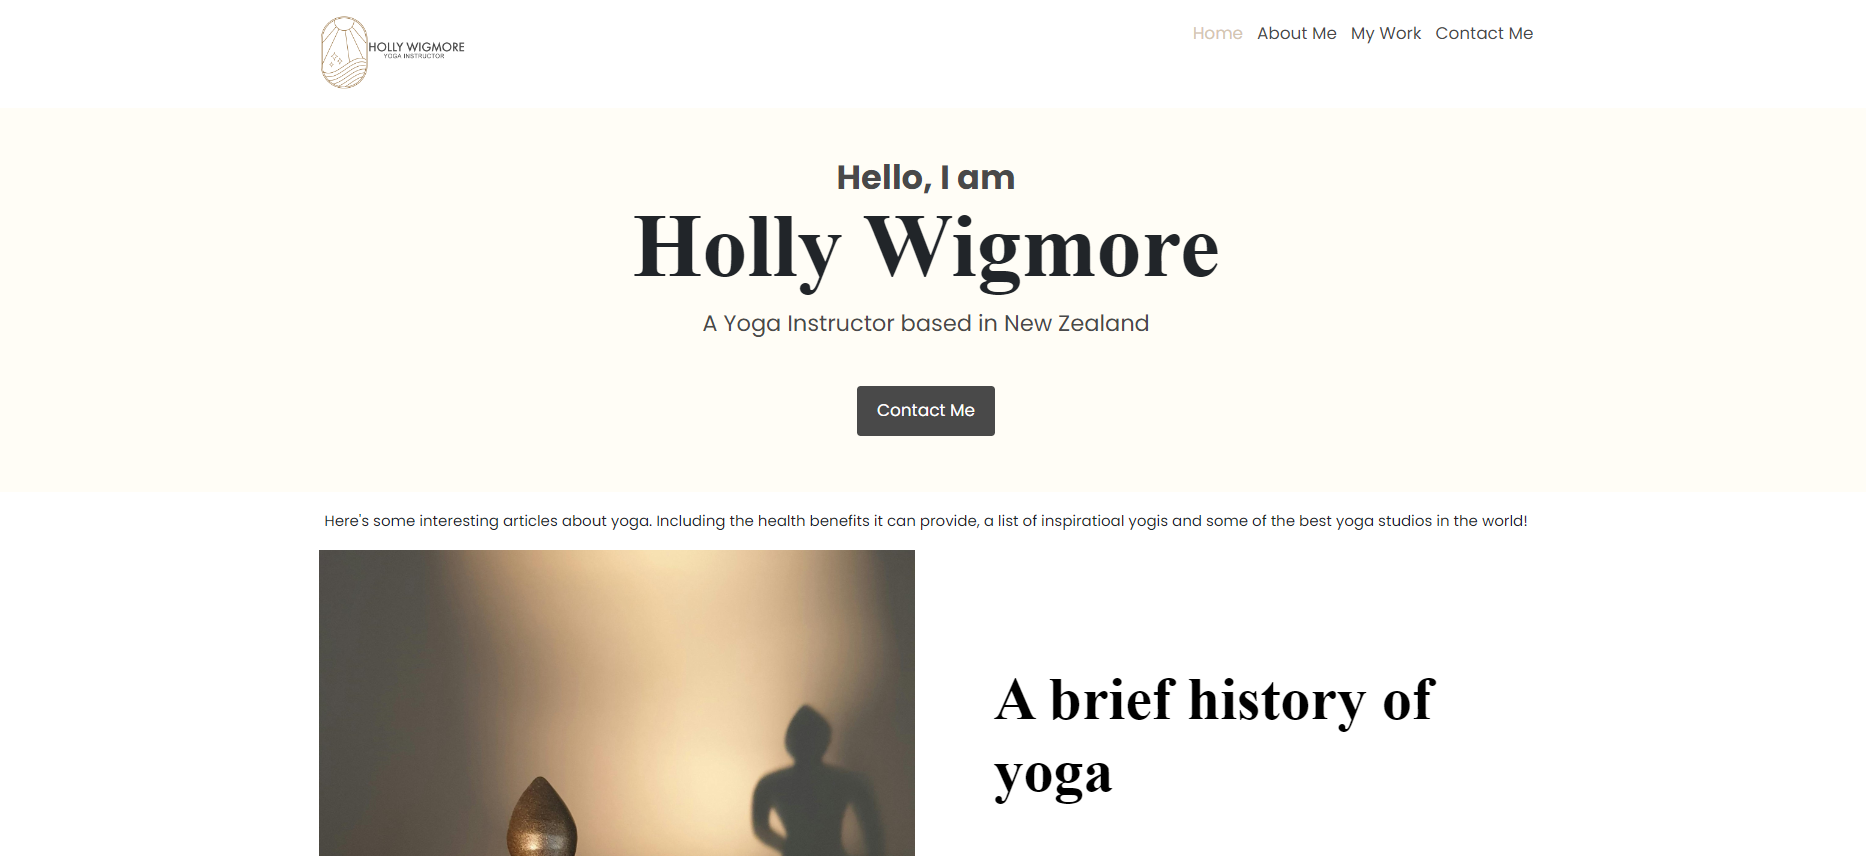 HOLLY WIGMORE
YOGA INSTRUCTOR
Home About Me My Work Contact Me
Hello, I am
Holly Wigmore
A Yoga Instructor based in New Zealand
Contact Me
Here's some interesting articles about yoga. Including the health benefits it can provide, a list of inspiratioal yogis and some of the best yoga studios in the world!
A brief history of
yoga